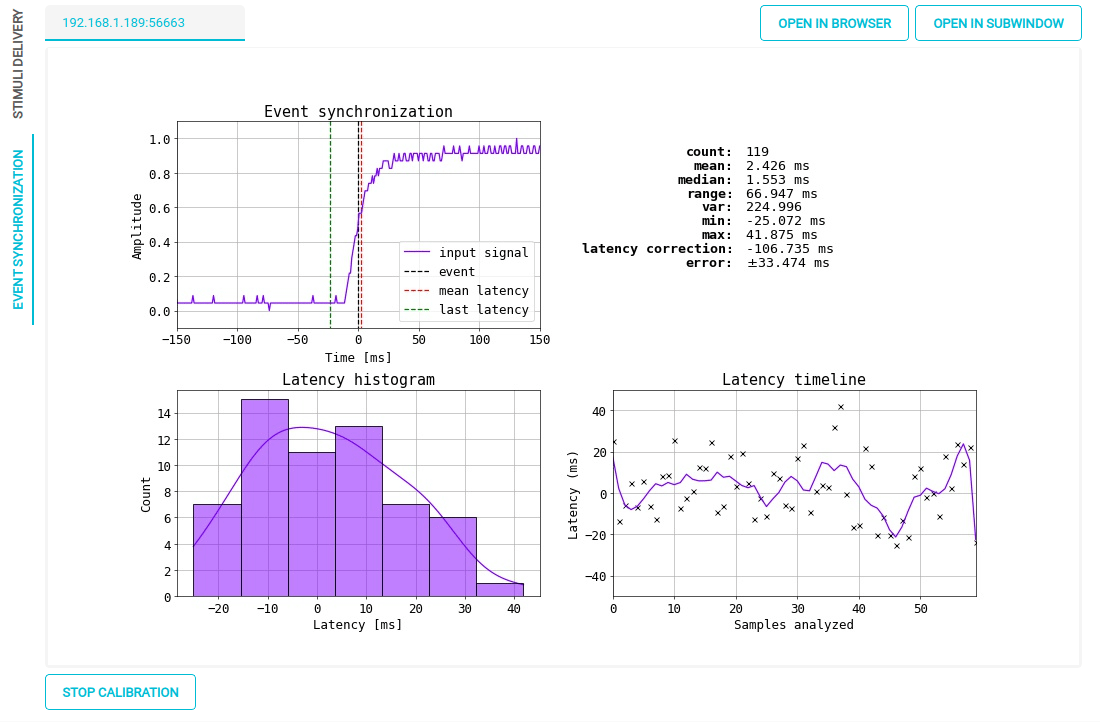 STIMULI DELIVERY
EVENT SYNCHRONIZATION
192.168.1.189:56663
OPEN IN BROWSER
OPEN IN SUBWINDOW
Event synchronization
Amplitude
1.0
0.8
0.6
0.4
0.2
0.0
input signal
event
mean latency
last latency
−150 −100 −50 0 50 100 150
Time [ms]
count: 119
mean: 2.426 ms
median: 1.553 ms
range: 66.947 ms
var: 224.996
min: -25.072 ms
max: 41.875 ms
latency correction: -106.735 ms
error: ±33.474 ms
Latency histogram
Count
14
12
10
8
6
4
2
0
−20 −10 0 10 20 30 40
Latency [ms]
Latency timeline
Latency (ms)
40
20
0
−20
−40
0 10 20 30 40 50
Samples analyzed
STOP CALIBRATION